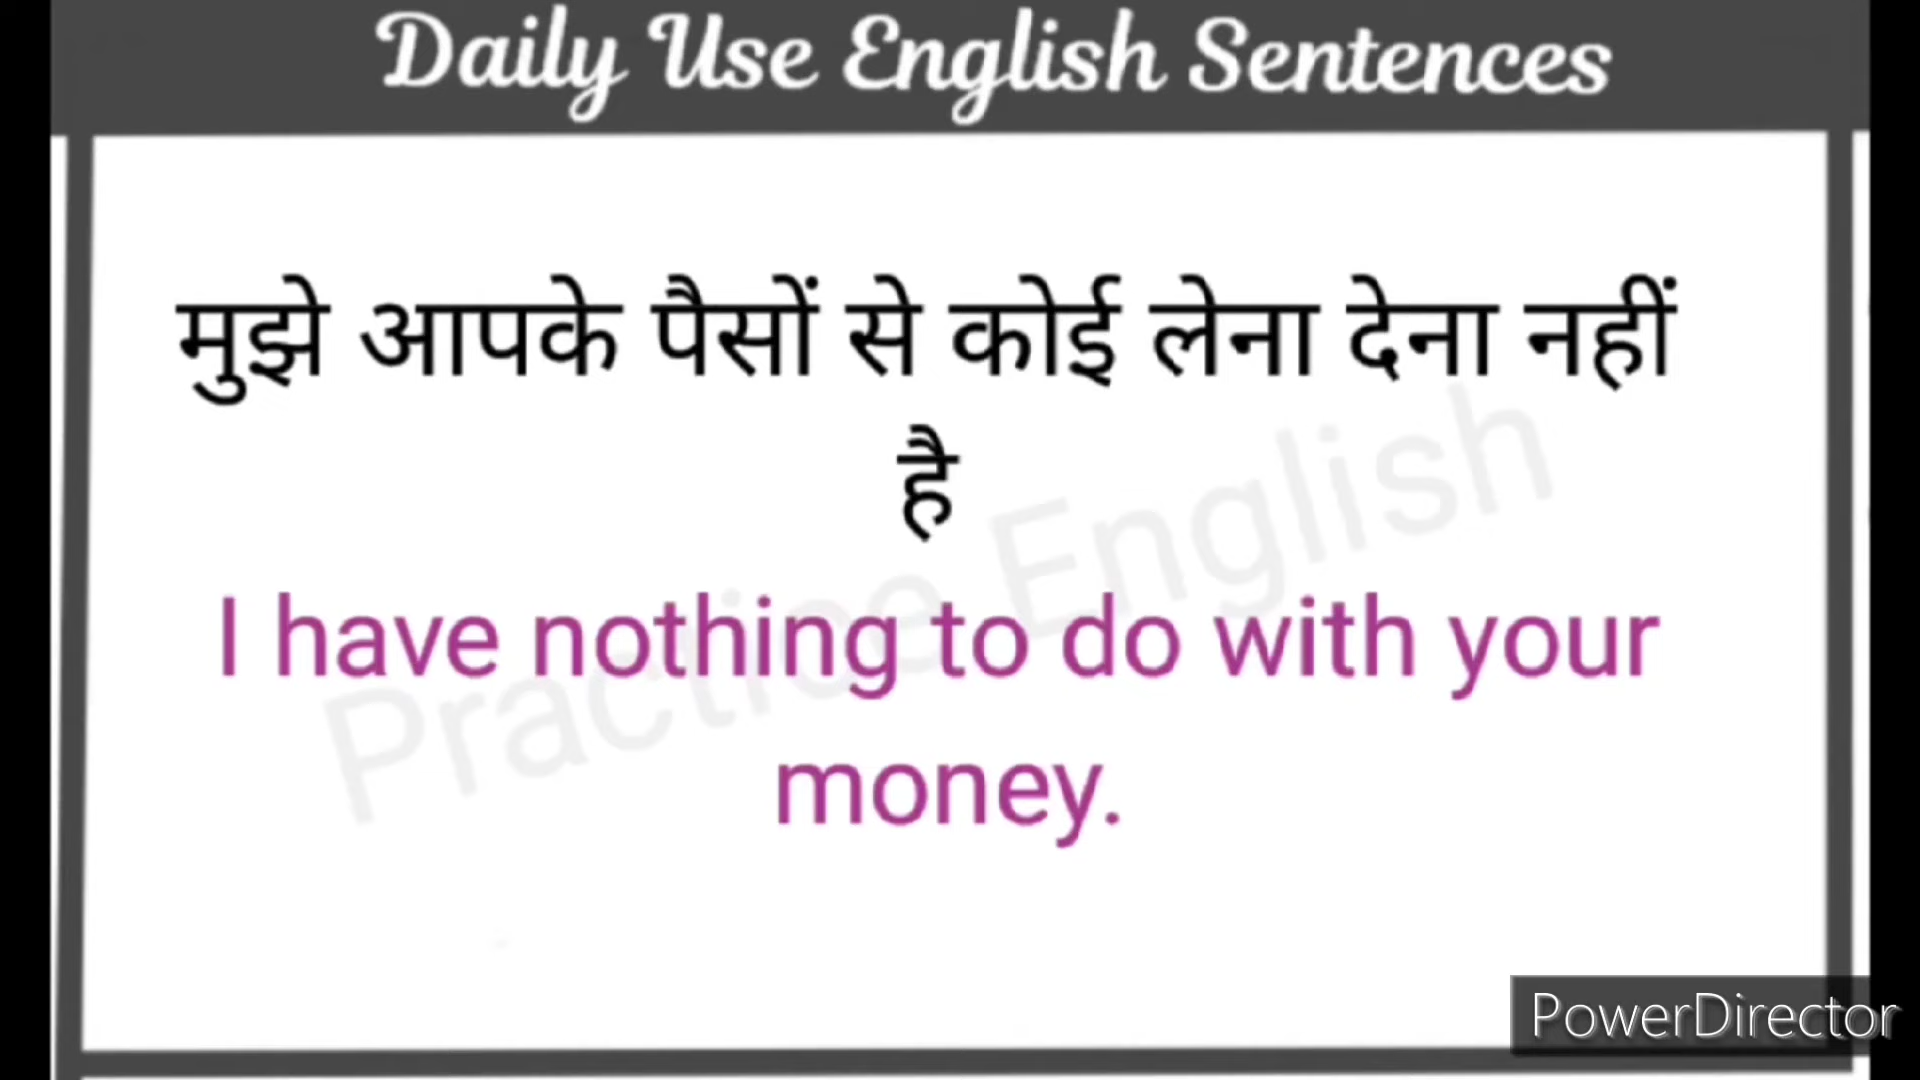 Daily Use English Sentences
मुझे आपके पैसों से कोई लेना देना नहीं
है
I have nothing to do with your
money.
Practice English
PowerDirector